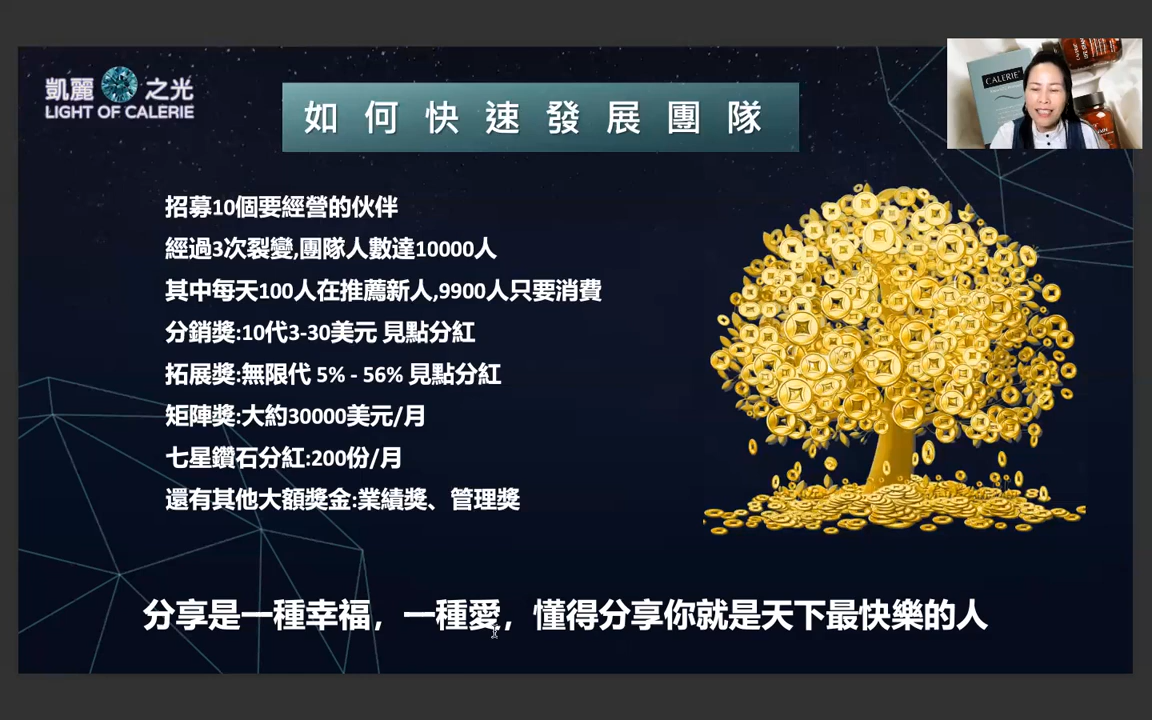 凱麗之光
LIGHT OF CALERIE
如何快速發展團隊
CALERIE
招募10個要經營的伙伴
經過3次裂變,團隊人數達10000人
其中每天100人在推薦新人,9900人只要消費
分銷獎:10代3-30美元 見點分紅
拓展獎:無限代 5% - 56% 見點分紅
矩陣獎:大約30000美元/月
七星鑽石分紅:200份/月
還有其他大額獎金:業績獎、管理獎
分享是一種幸福，一種愛，懂得分享你就是天下最快樂的人